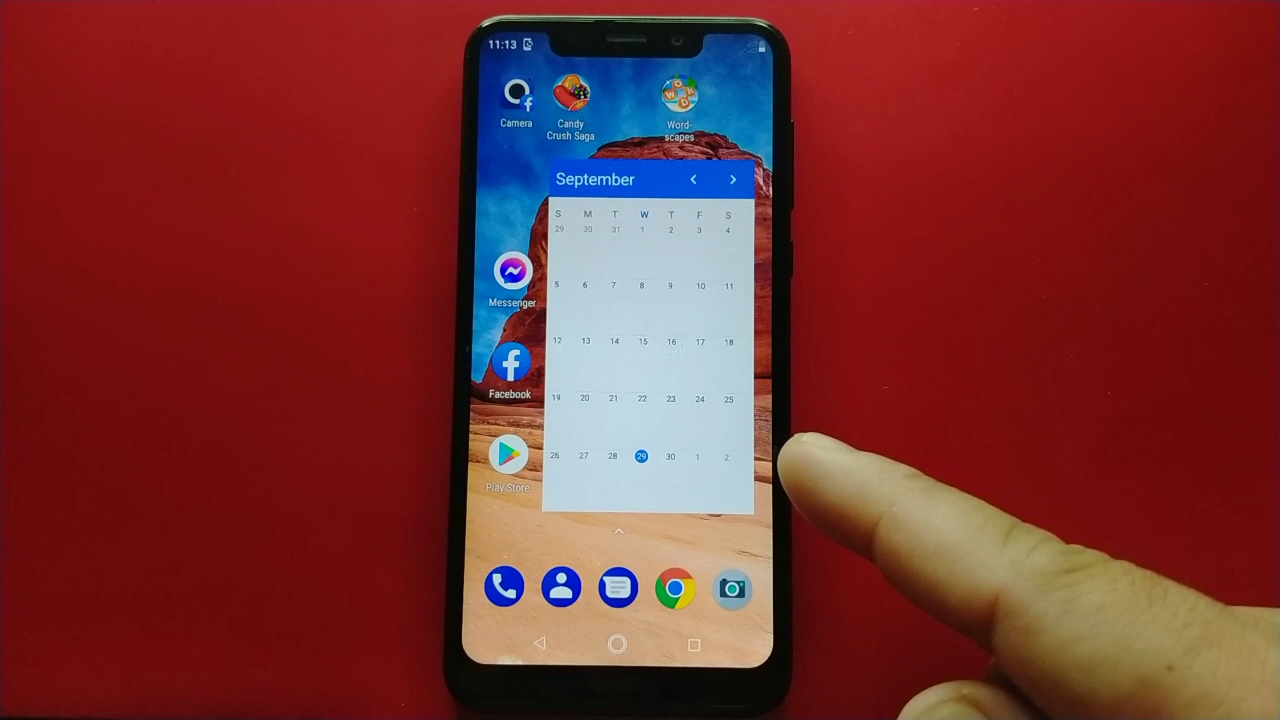 11:13
Camera
Candy
Crush Saga
Word-
scapes
September
S M T W T F S
29 30 31 1 2 3 4
5 6 7 8 9 10 11
12 13 14 15 16 17 18
19 20 21 22 23 24 25
26 27 28 29 30 1 2
Messenger
Facebook
Play Store